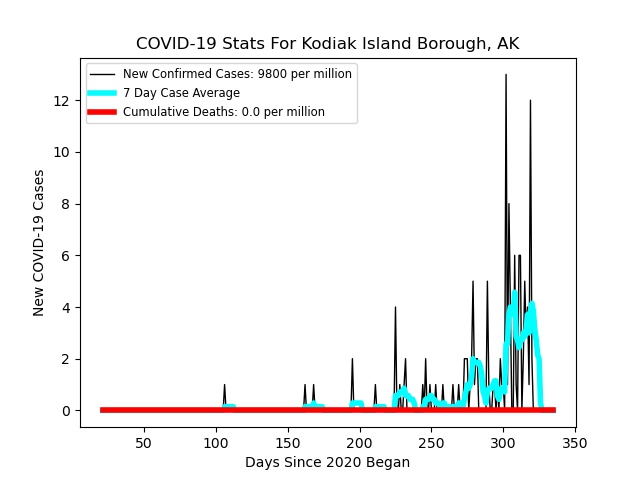 COVID-19 Stats For Kodiak Island Borough, AK
New Confirmed Cases: 9800 per million
7 Day Case Average
Cumulative Deaths: 0.0 per million
New COVID-19 Cases
12
10
8
6
4
2
0
50 100 150 200 250 300 350
Days Since 2020 Began